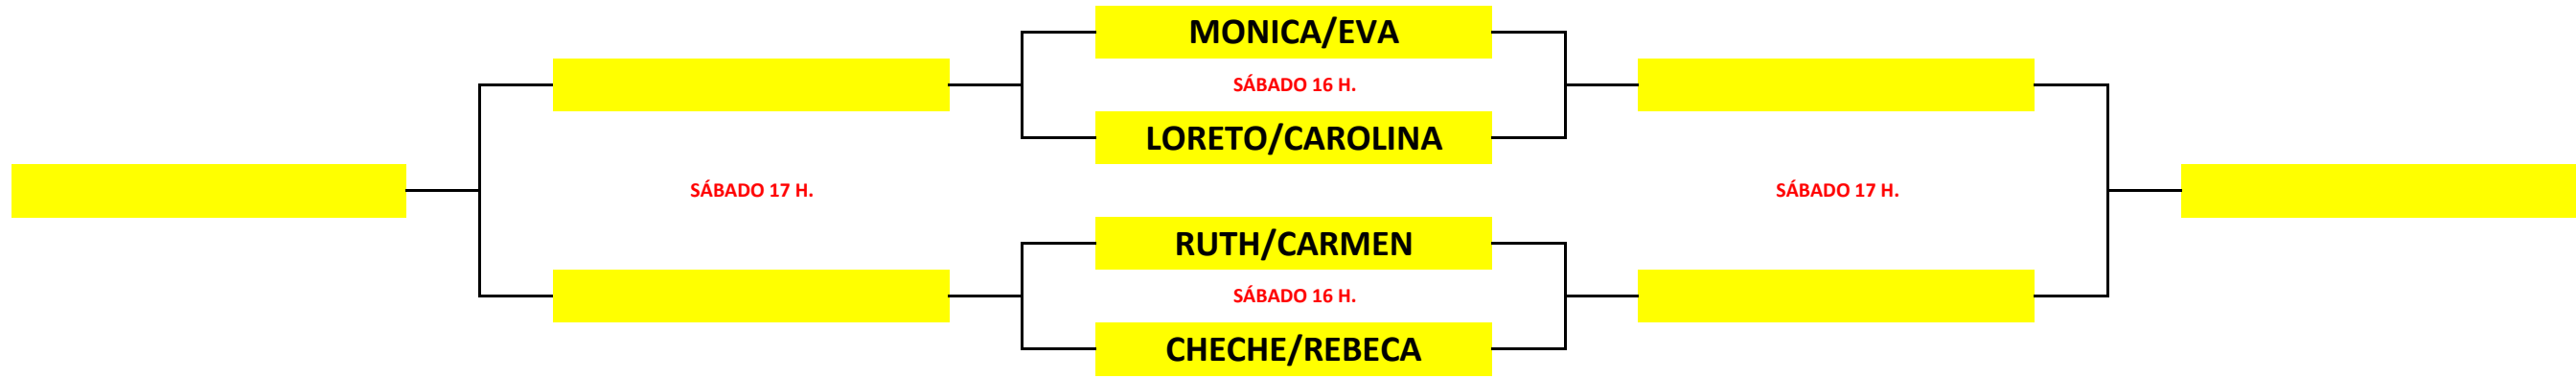 MONICA/EVA
SÁBADO 16 H.
LORETO/CAROLINA
SÁBADO 17 H.
SÁBADO 17 H.
RUTH/CARMEN
SÁBADO 16 H.
CHECHE/REBECA